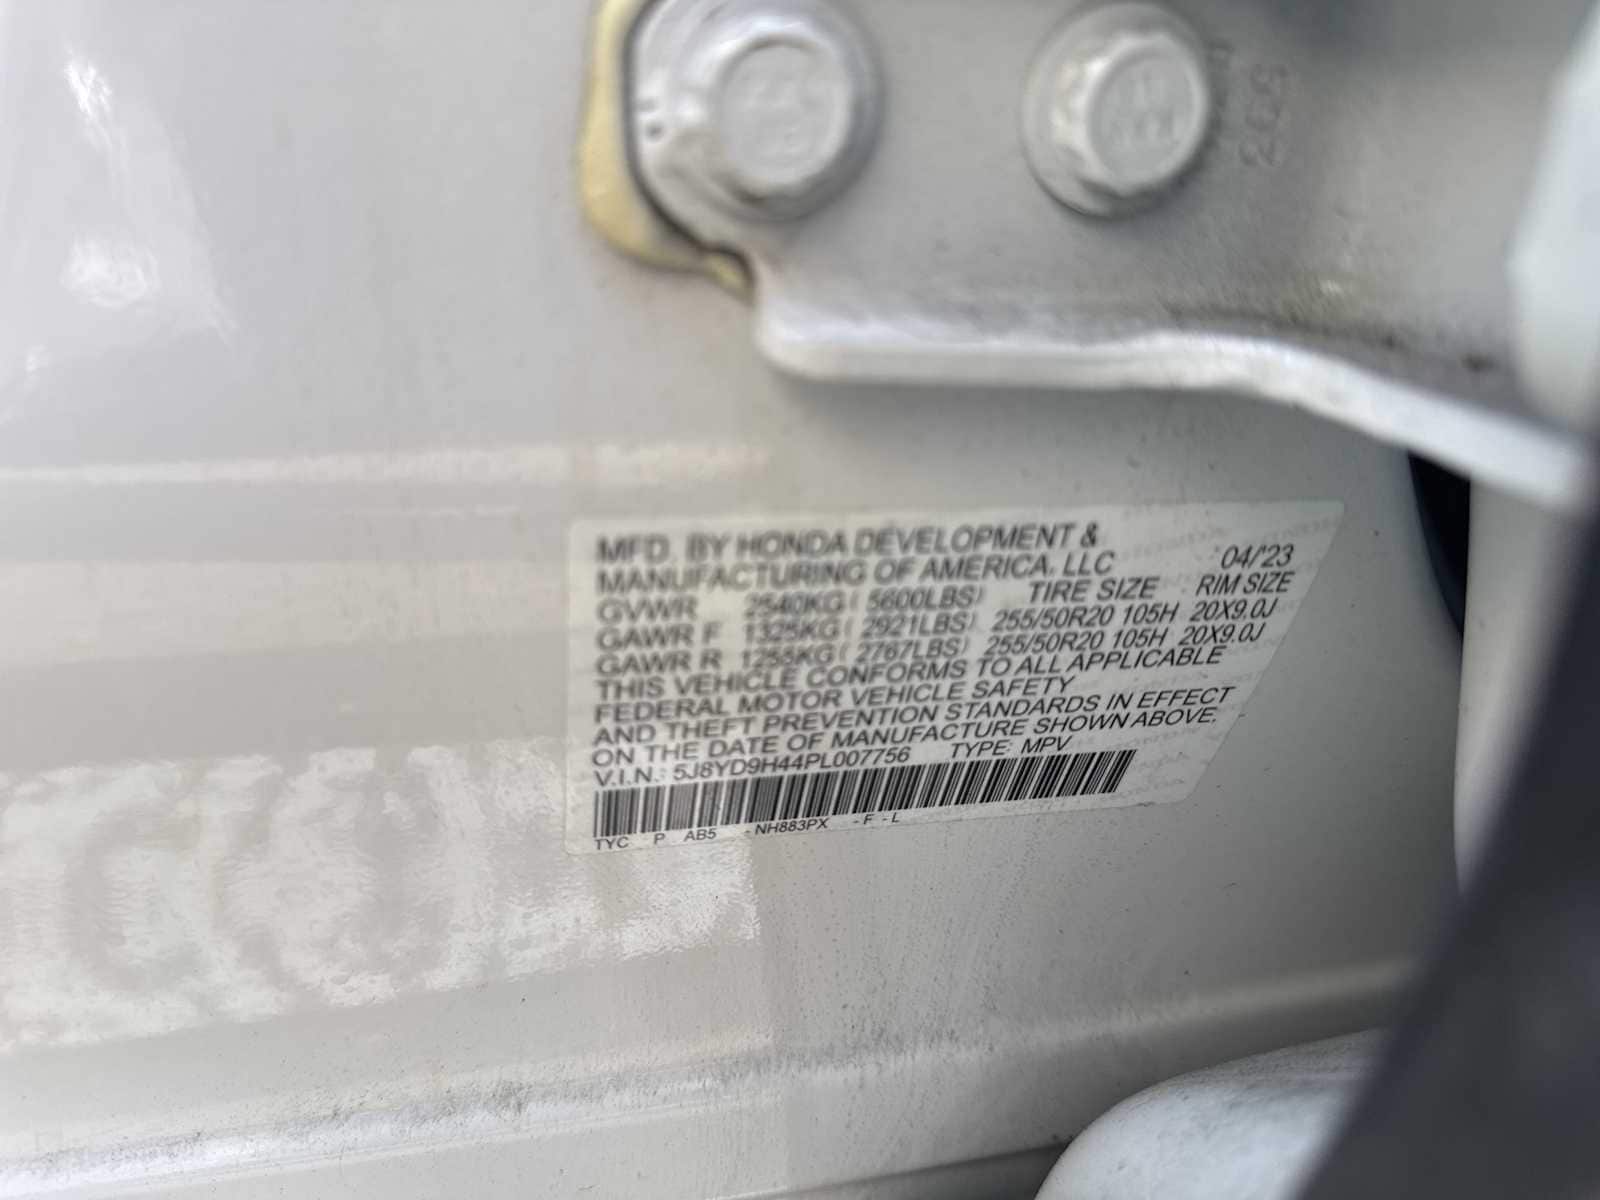 MFD. BY HONDA DEVELOPMENT &
MANUFACTURING OF AMERICA, LLC 04/'23
GVWR 2540KG ( 5600LBS) TIRE SIZE RIM SIZE
GAWR F 1325KG ( 2921LBS) 255/50R20 105H 20X9.0J
GAWR R 1255KG ( 2767LBS) 255/50R20 105H 20X9.0J
THIS VEHICLE CONFORMS TO ALL APPLICABLE
FEDERAL MOTOR VEHICLE SAFETY
AND THEFT PREVENTION STANDARDS IN EFFECT
ON THE DATE OF MANUFACTURE SHOWN ABOVE.
V.I.N.: 5J8YD9H44PL007756 TYPE: MPV
TYC P AB5 - NH883PX - F - L